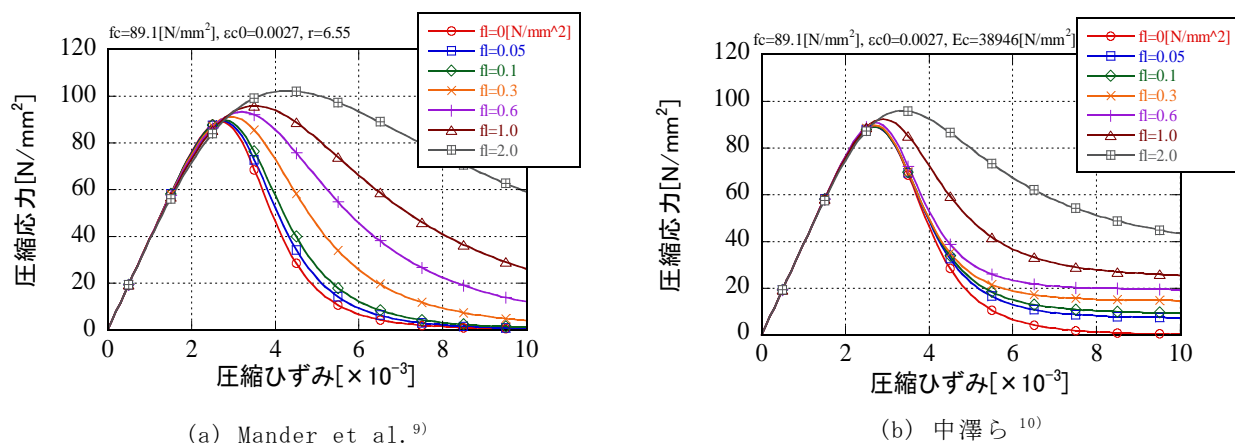 fc=89.1[N/mm²], εc0=0.0027, r=6.55
圧縮応力[N/mm²]
120
100
80
60
40
20
0
0 2 4 6 8 10
圧縮ひずみ[×10⁻³]
fl=0[N/mm^2]
fl=0.05
fl=0.1
fl=0.3
fl=0.6
fl=1.0
fl=2.0
(a) Mander et al.⁹⁾
fc=89.1[N/mm²], εc0=0.0027, Ec=38946[N/mm²]
圧縮応力[N/mm²]
120
100
80
60
40
20
0
0 2 4 6 8 10
圧縮ひずみ[×10⁻³]
fl=0[N/mm^2]
fl=0.05
fl=0.1
fl=0.3
fl=0.6
fl=1.0
fl=2.0
(b) 中澤ら ¹⁰⁾